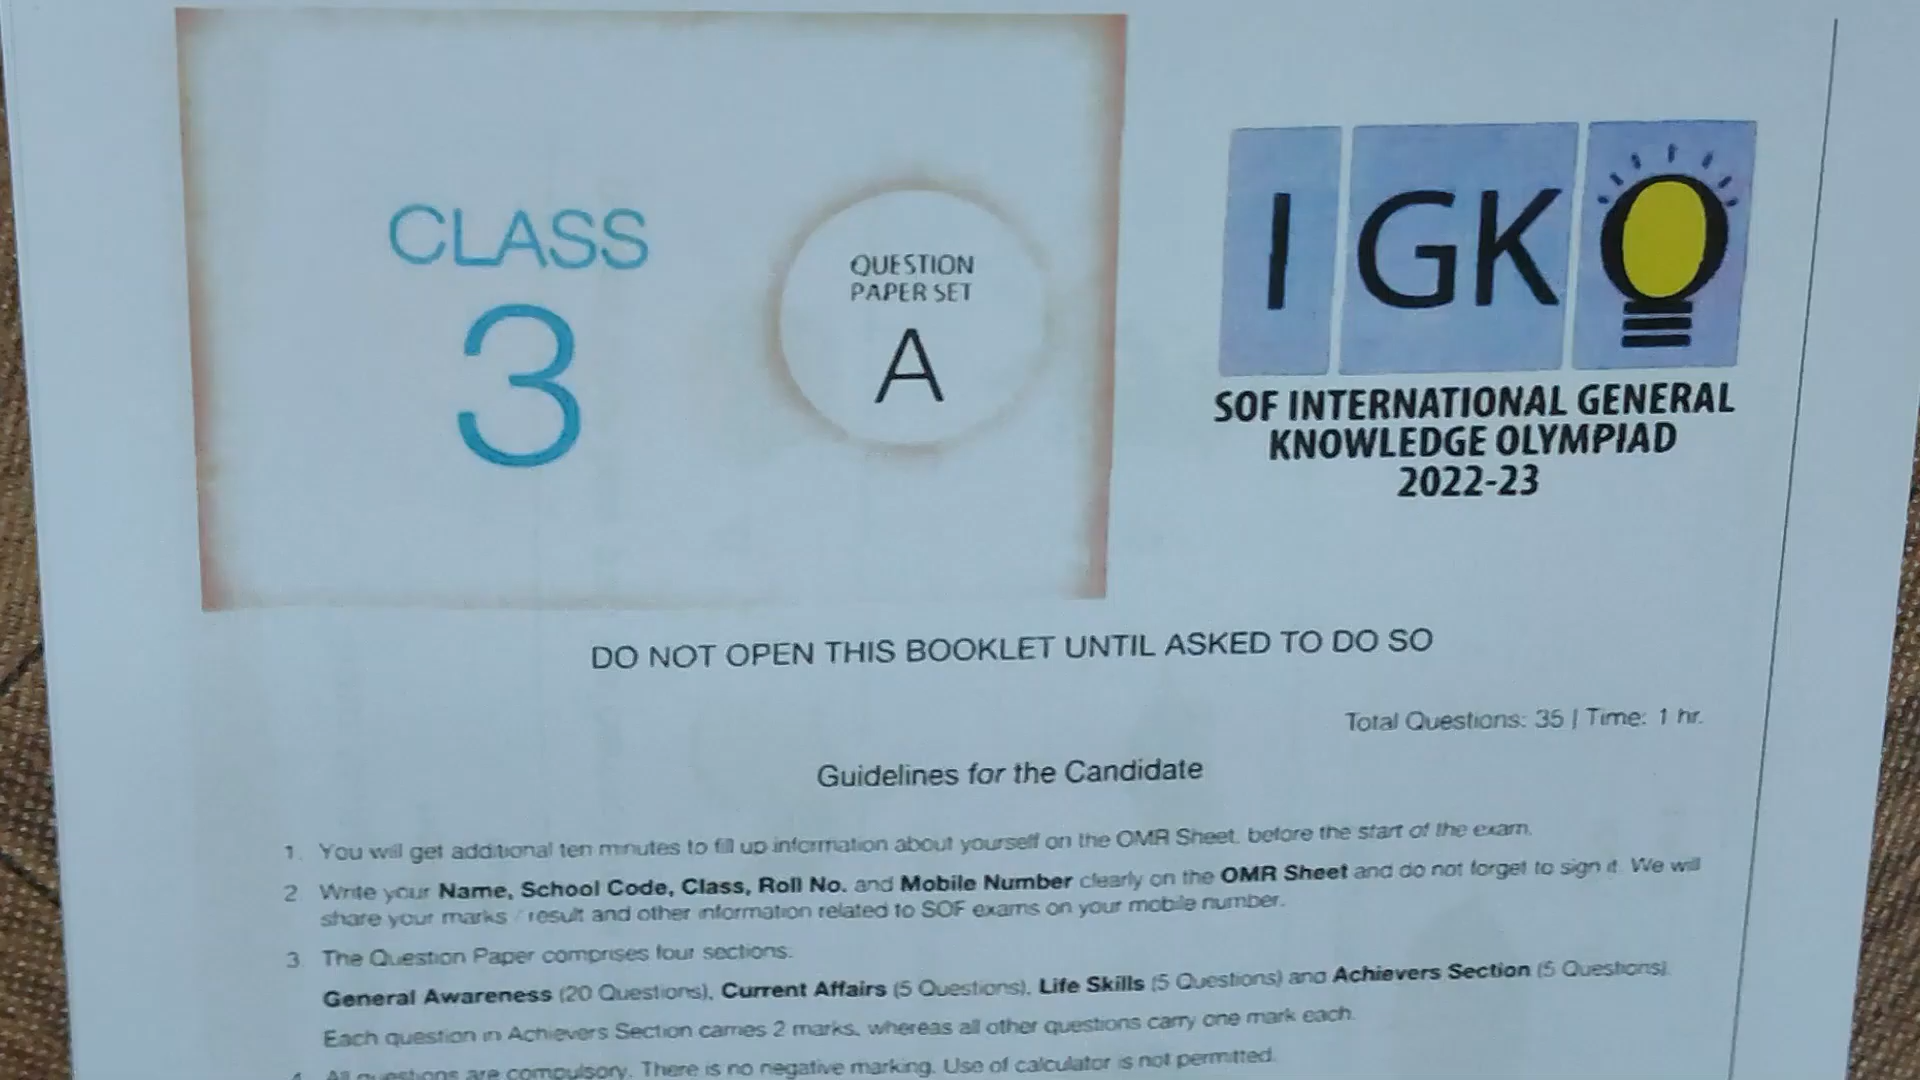 CLASS
3
QUESTION
PAPER SET
A
IGKO
SOF INTERNATIONAL GENERAL
KNOWLEDGE OLYMPIAD
2022-23
DO NOT OPEN THIS BOOKLET UNTIL ASKED TO DO SO
Total Questions: 35 | Time: 1 hr.
Guidelines for the Candidate
1. You will get additional ten minutes to fill up information about yourself on the OMR Sheet, before the start of the exam.
2. Write your Name, School Code, Class, Roll No. and Mobile Number clearly on the OMR Sheet and do not forget to sign it. We will
share your marks / result and other information related to SOF exams on your mobile number.
3. The Question Paper comprises four sections:
General Awareness (20 Questions), Current Affairs (5 Questions), Life Skills (5 Questions) and Achievers Section (5 Questions).
Each question in Achievers Section carries 2 marks, whereas all other questions carry one mark each.
4. All questions are compulsory. There is no negative marking. Use of calculator is not permitted.